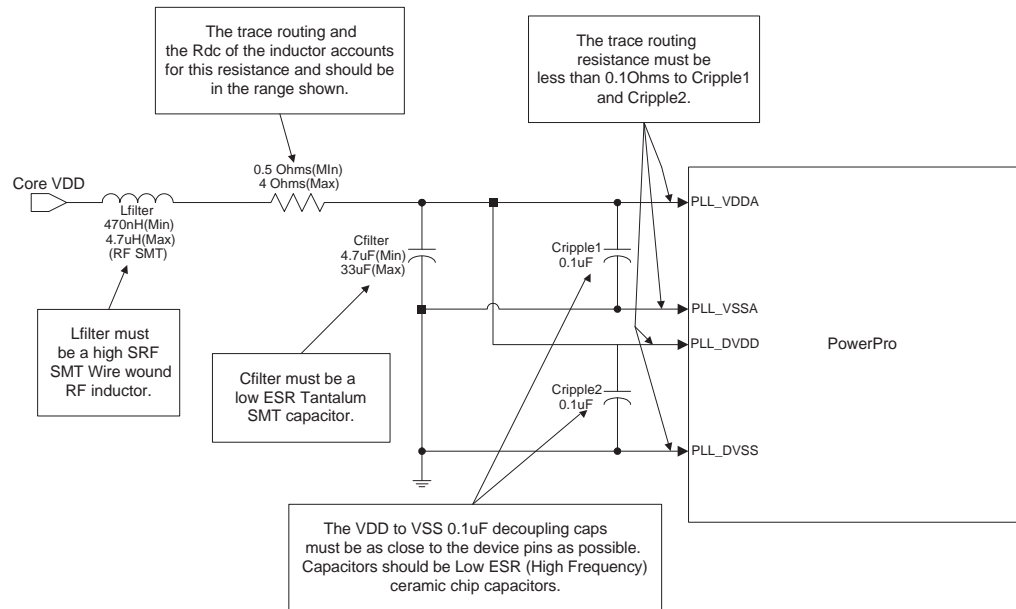 The trace routing and
the Rdc of the inductor accounts
for this resistance and should be
in the range shown.
The trace routing
resistance must be
less than 0.1Ohms to Cripple1
and Cripple2.
Core VDD
0.5 Ohms(MIn)
4 Ohms(Max)
Lfilter
470nH(Min)
4.7uH(Max)
(RF SMT)
Cfilter
4.7uF(Min)
33uF(Max)
Cripple1
0.1uF
PLL_VDDA
PLL_VSSA
PLL_DVDD
PowerPro
Lfilter must
be a high SRF
SMT Wire wound
RF inductor.
Cfilter must be a
low ESR Tantalum
SMT capacitor.
Cripple2
0.1uF
PLL_DVSS
The VDD to VSS 0.1uF decoupling caps
must be as close to the device pins as possible.
Capacitors should be Low ESR (High Frequency)
ceramic chip capacitors.